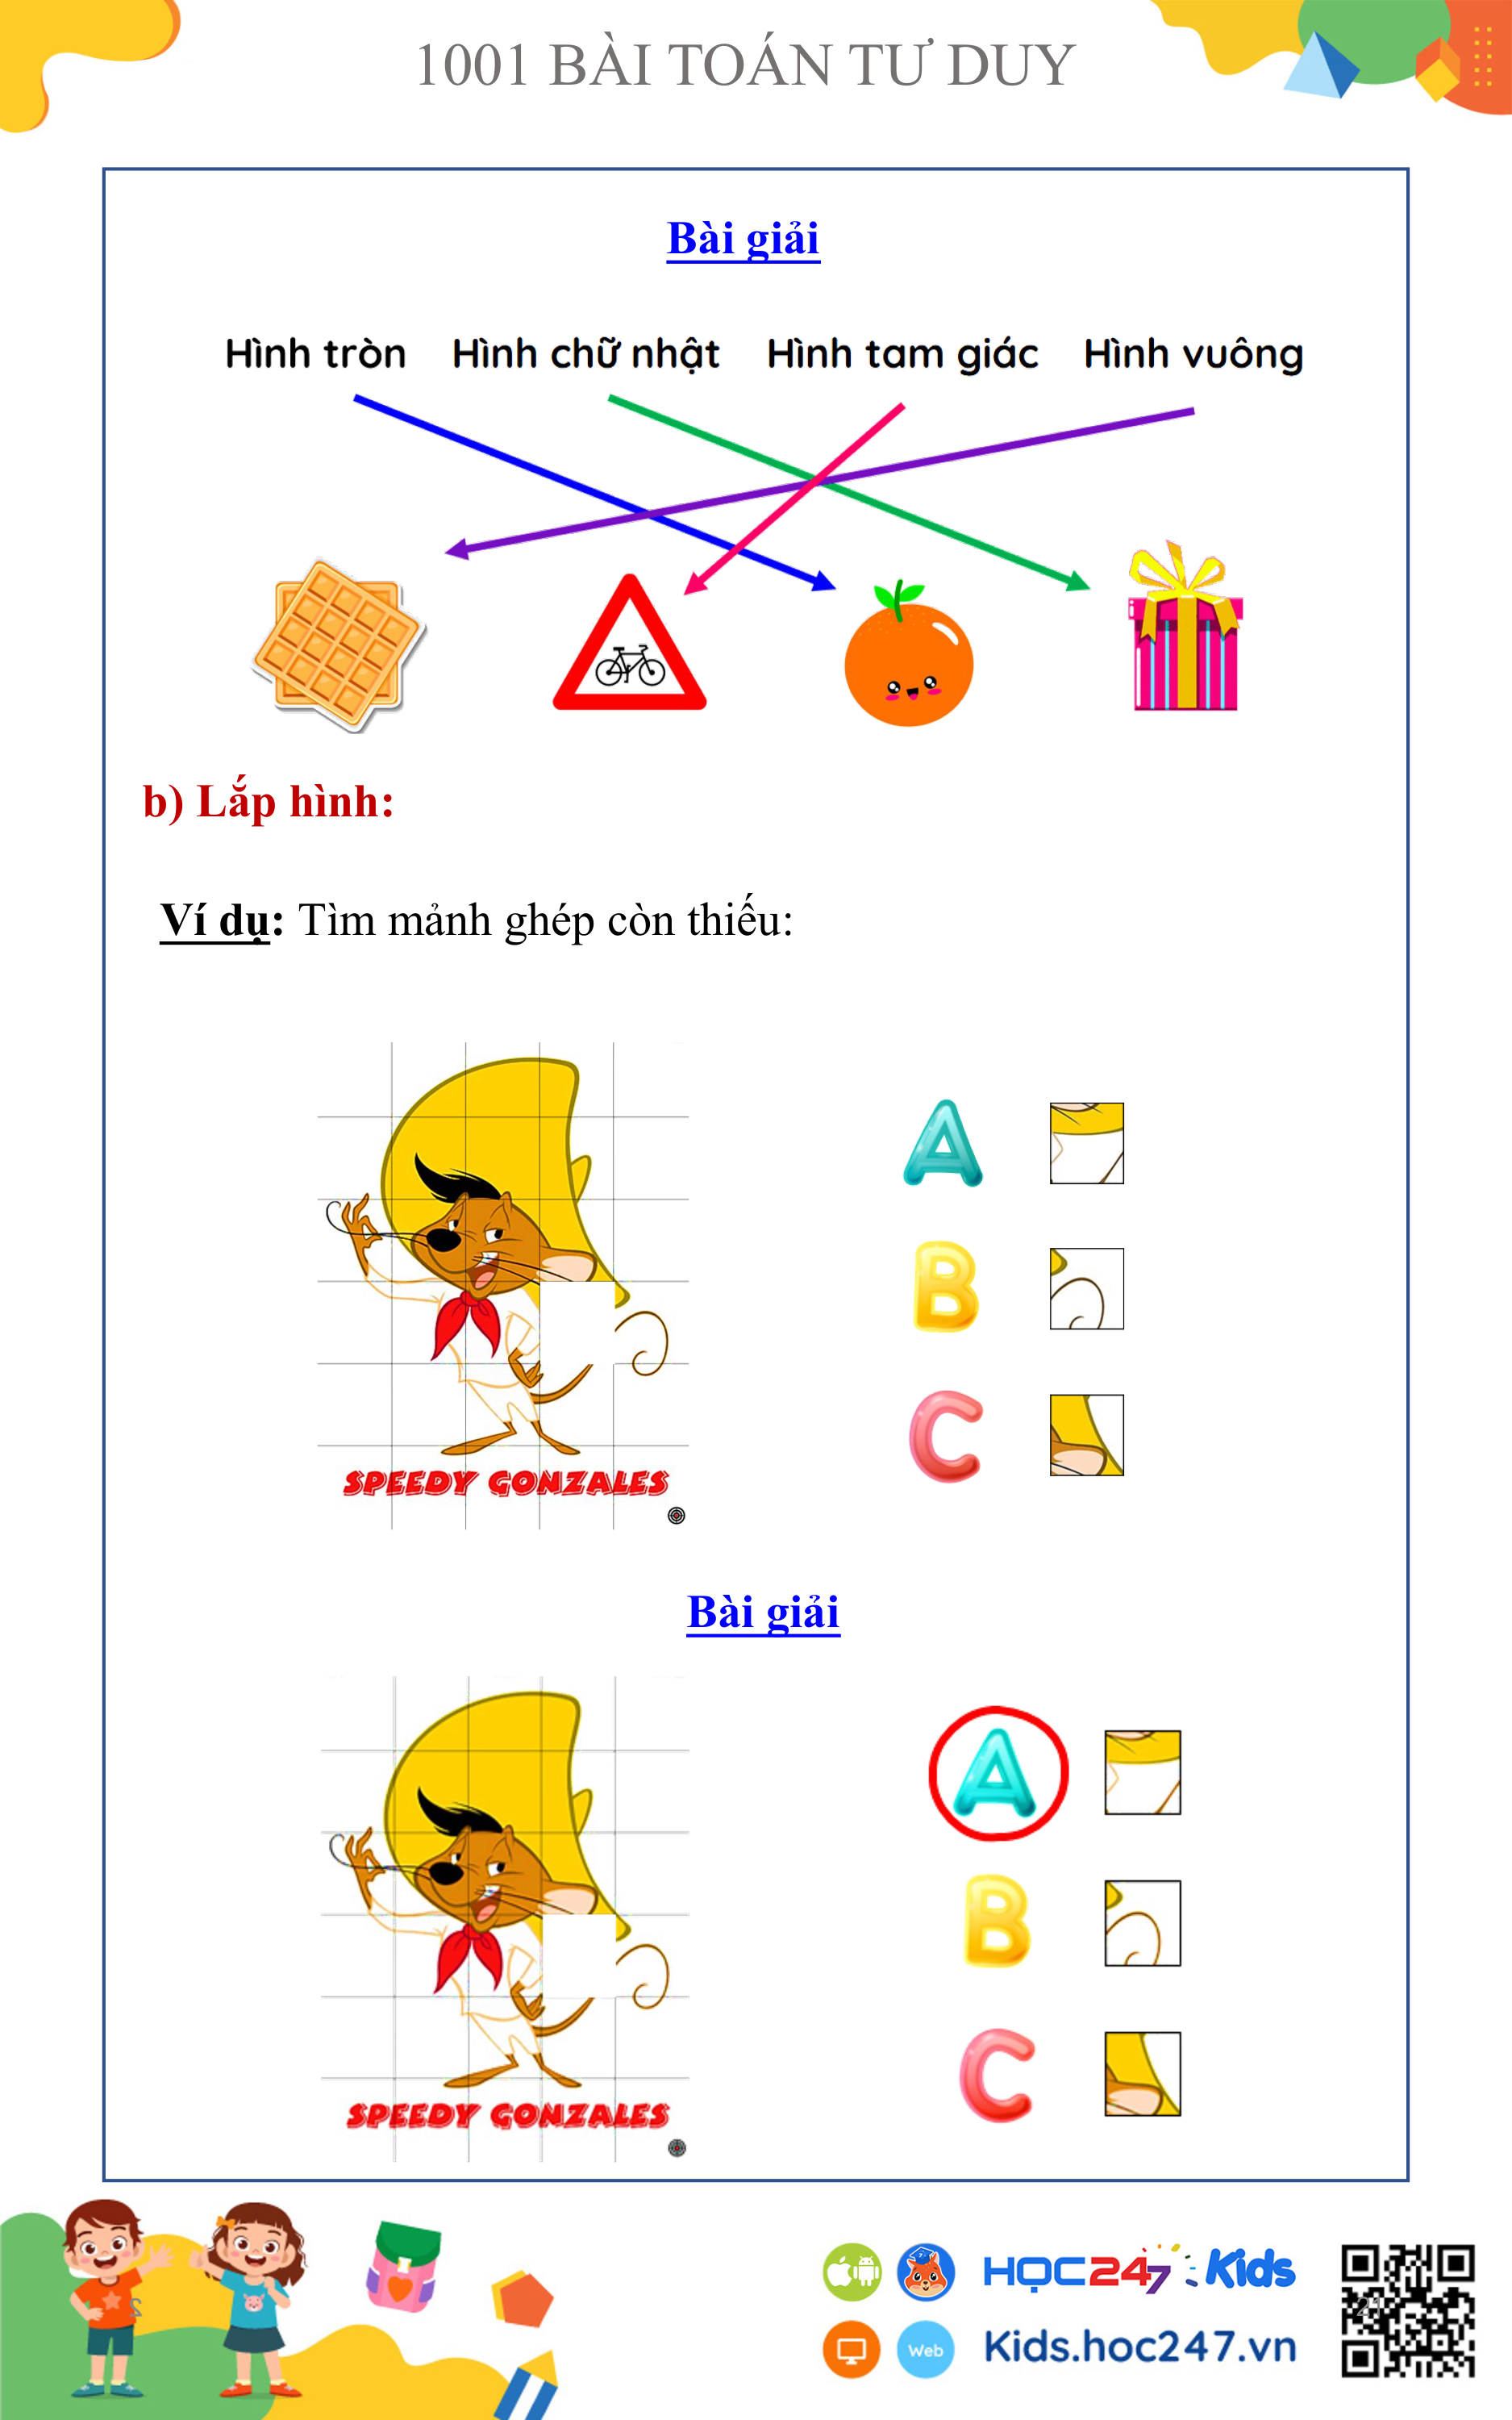 1001 BÀI TOÁN TƯ DUY
Bài giải
Hình tròn Hình chữ nhật Hình tam giác Hình vuông
b) Lắp hình:
Ví dụ: Tìm mảnh ghép còn thiếu:
A
B
C
SPEEDY GONZALES
Bài giải
A
B
C
SPEEDY GONZALES
HỌC247 Kids
21
2
Web
Kids.hoc247.vn